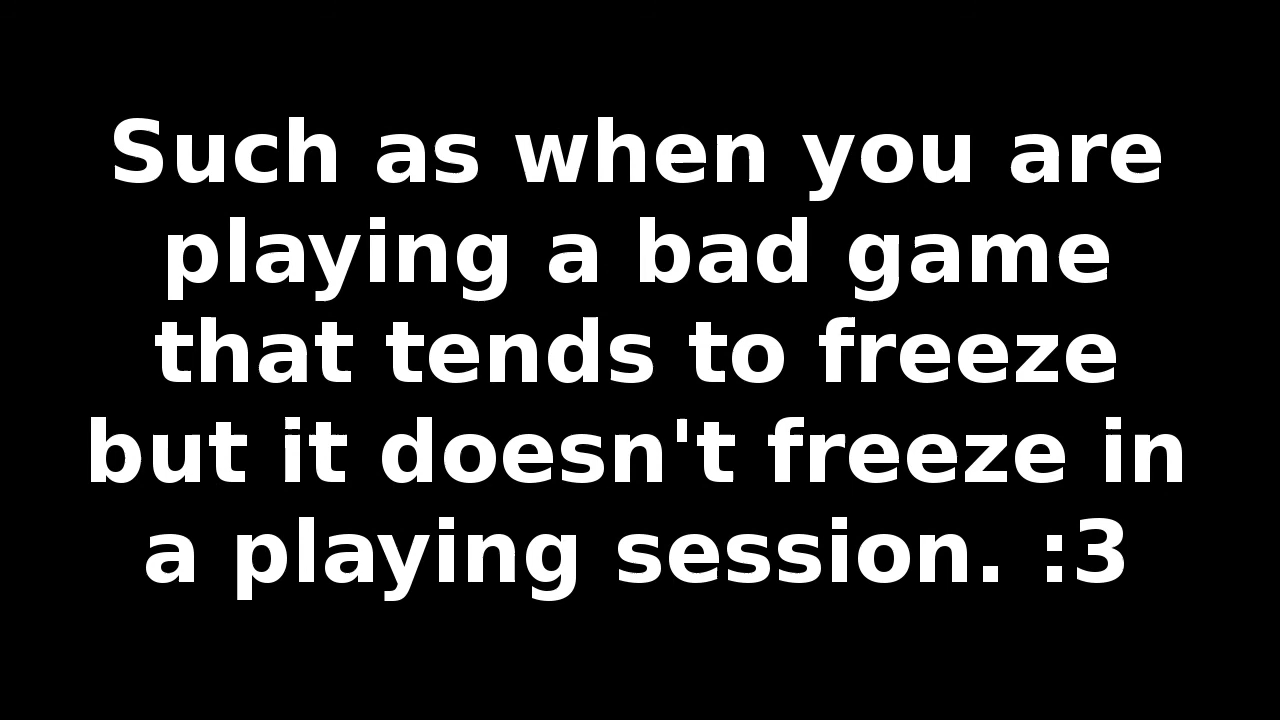 Such as when you are
playing a bad game
that tends to freeze
but it doesn't freeze in
a playing session. :3